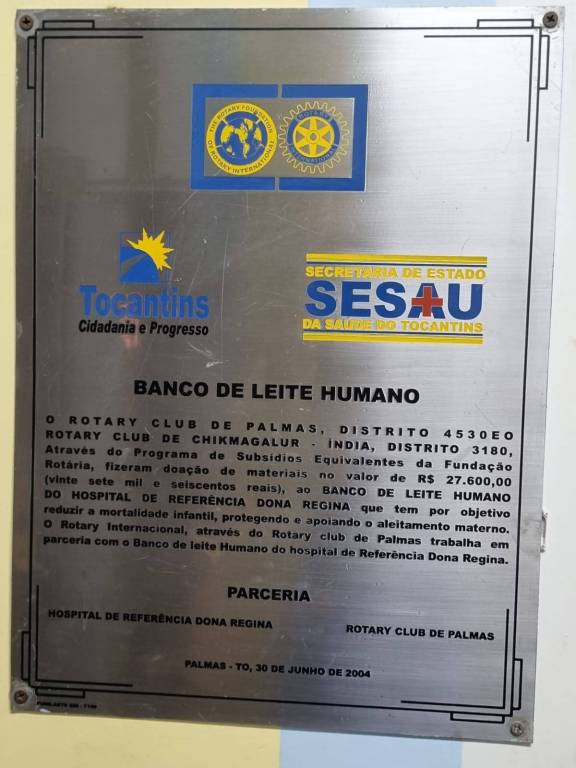 THE ROTARY FOUNDATION
OF ROTARY INTERNATIONAL
ROTARY
INTERNATIONAL
Tocantins
Cidadania e Progresso
SECRETARIA DE ESTADO
SESAU
DA SAÚDE DO TOCANTINS
BANCO DE LEITE HUMANO
O ROTARY CLUB DE PALMAS, DISTRITO 4530 E O
ROTARY CLUB DE CHIKMAGALUR - ÍNDIA, DISTRITO 3180,
Através do Programa de Subsídios Equivalentes da Fundação
Rotária, fizeram doação de materiais no valor de R$ 27.600,00
(vinte sete mil e seiscentos reais), ao BANCO DE LEITE HUMANO
DO HOSPITAL DE REFERÊNCIA DONA REGINA que tem por objetivo
reduzir a mortalidade infantil, protegendo e apoiando o aleitamento materno.
O Rotary Internacional, através do Rotary club de Palmas trabalha em
parceria com o Banco de leite Humano do hospital de Referência Dona Regina.
PARCERIA
HOSPITAL DE REFERÊNCIA DONA REGINA
ROTARY CLUB DE PALMAS
PALMAS - TO, 30 DE JUNHO DE 2004